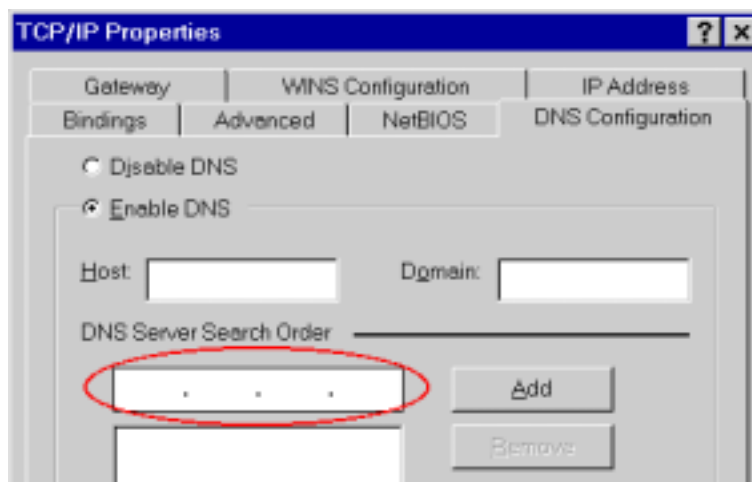 TCP/IP Properties
Gateway WINS Configuration IP Address
Bindings Advanced NetBIOS DNS Configuration
Disable DNS
Enable DNS
Host: Domain:
DNS Server Search Order
. . . Add
Remove